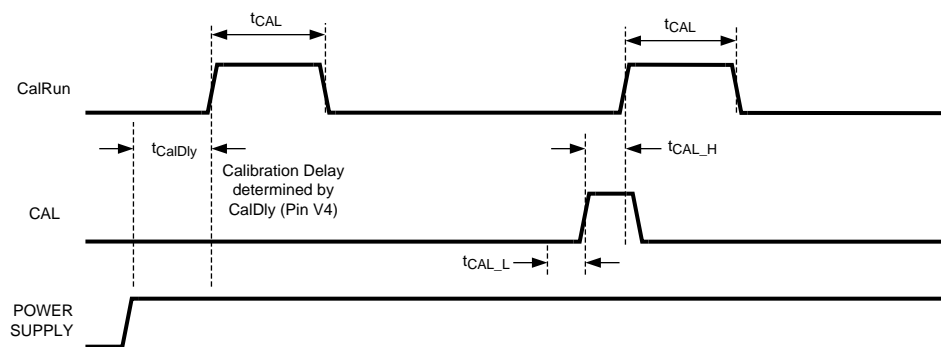 tCAL
tCAL
CalRun
tCalDly
tCAL_H
Calibration Delay
determined by
CalDly (Pin V4)
CAL
tCAL_L
POWER
SUPPLY